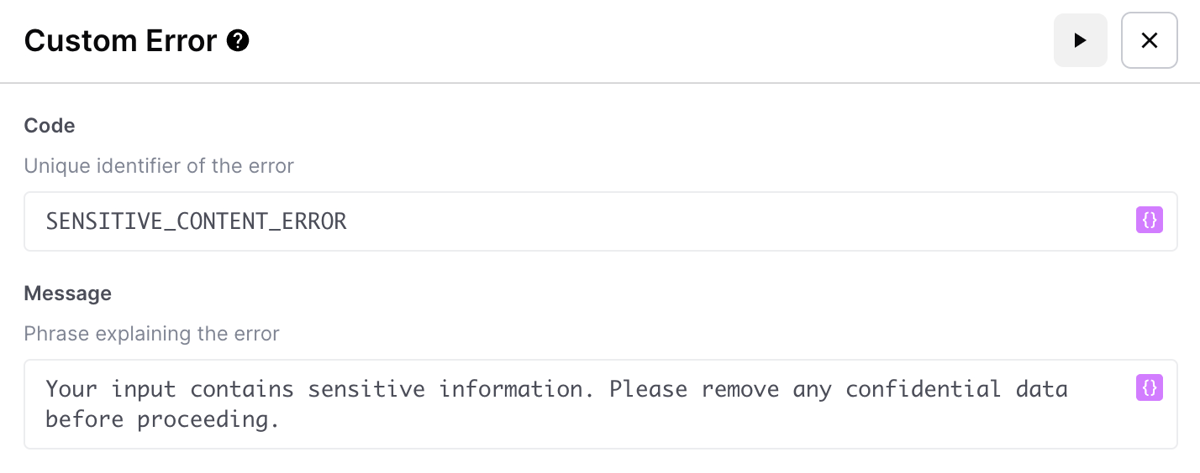 Custom Error ?
Code
Unique identifier of the error
SENSITIVE_CONTENT_ERROR
{}
Message
Phrase explaining the error
Your input contains sensitive information. Please remove any confidential data
before proceeding.
{}